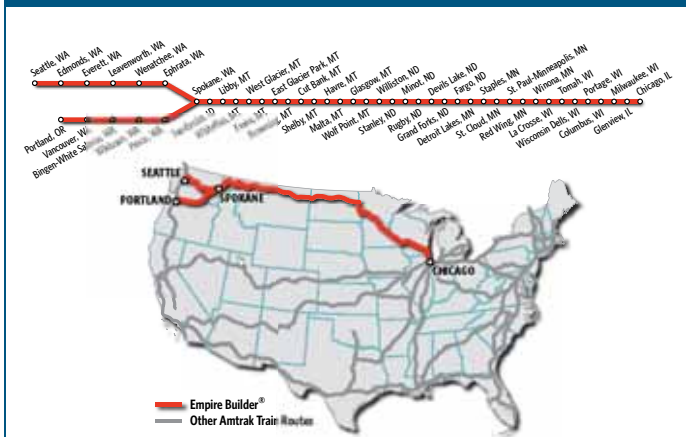 Seattle, WA
Edmonds, WA
Everett, WA
Leavenworth, WA
Wenatchee, WA
Ephrata, WA
Spokane, WA
Libby, MT
West Glacier, MT
East Glacier Park, MT
Cut Bank, MT
Havre, MT
Glasgow, MT
Williston, ND
Minot, ND
Devils Lake, ND
Fargo, ND
Staples, MN
St. Paul-Minneapolis, MN
Winona, MN
Tomah, WI
Portage, WI
Milwaukee, WI
Chicago, IL
Portland, OR
Vancouver, W
Bingen-White Sa
Shelby, MT
Malta, MT
Wolf Point, MT
Stanley, ND
Rugby, ND
Grand Forks, ND
Detroit Lakes, MN
St. Cloud, MN
Red Wing, MN
La Crosse, WI
Wisconsin Dells, WI
Columbus, WI
Glenview, IL
SEATTLE
PORTLAND
SPOKANE
CHICAGO
Empire Builder®
Other Amtrak Train Routes